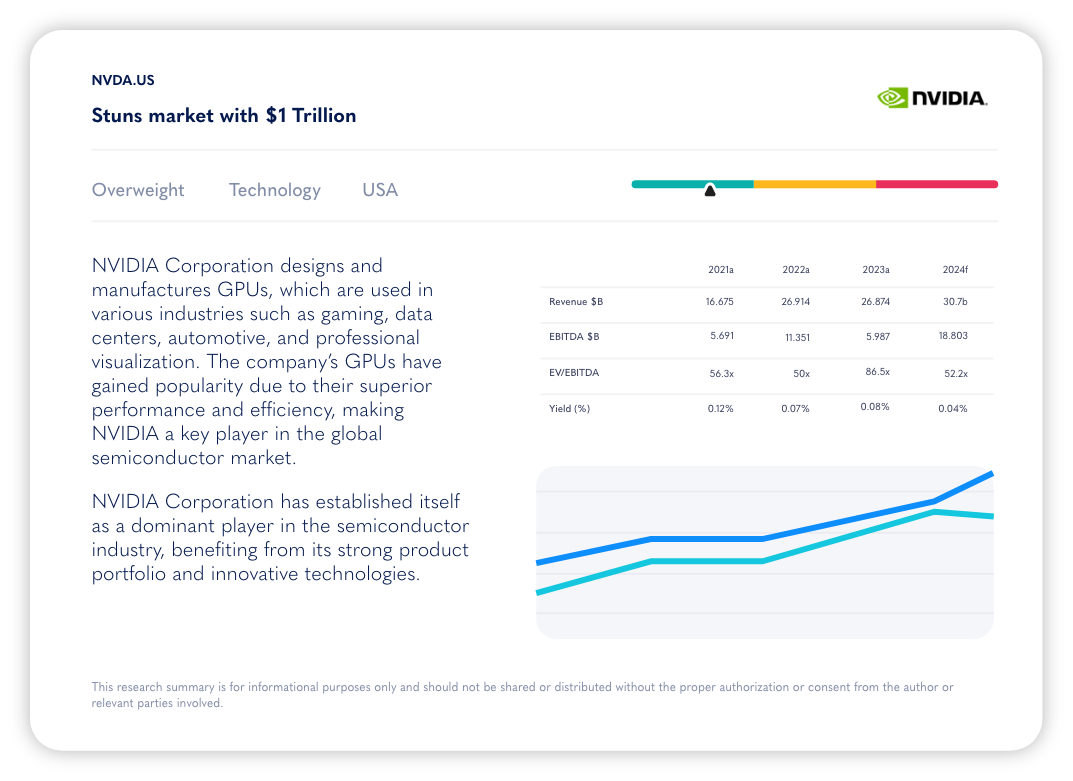 NVDA.US
Stuns market with $1 Trillion
NVIDIA.
Overweight Technology USA
NVIDIA Corporation designs and
manufactures GPUs, which are used in
various industries such as gaming, data
centers, automotive, and professional
visualization. The company's GPUs have
gained popularity due to their superior
performance and efficiency, making
NVIDIA a key player in the global
semiconductor market.
NVIDIA Corporation has established itself
as a dominant player in the semiconductor
industry, benefiting from its strong product
portfolio and innovative technologies.
2021a 2022a 2023a 2024f
Revenue $B 16.675 26.914 26.874 30.7b
EBITDA $B 5.691 11.351 5.987 18.803
EV/EBITDA 56.3x 50x 86.5x 52.2x
Yield (%) 0.12% 0.07% 0.08% 0.04%
This research summary is for informational purposes only and should not be shared or distributed without the proper authorization or consent from the author or
relevant parties involved.